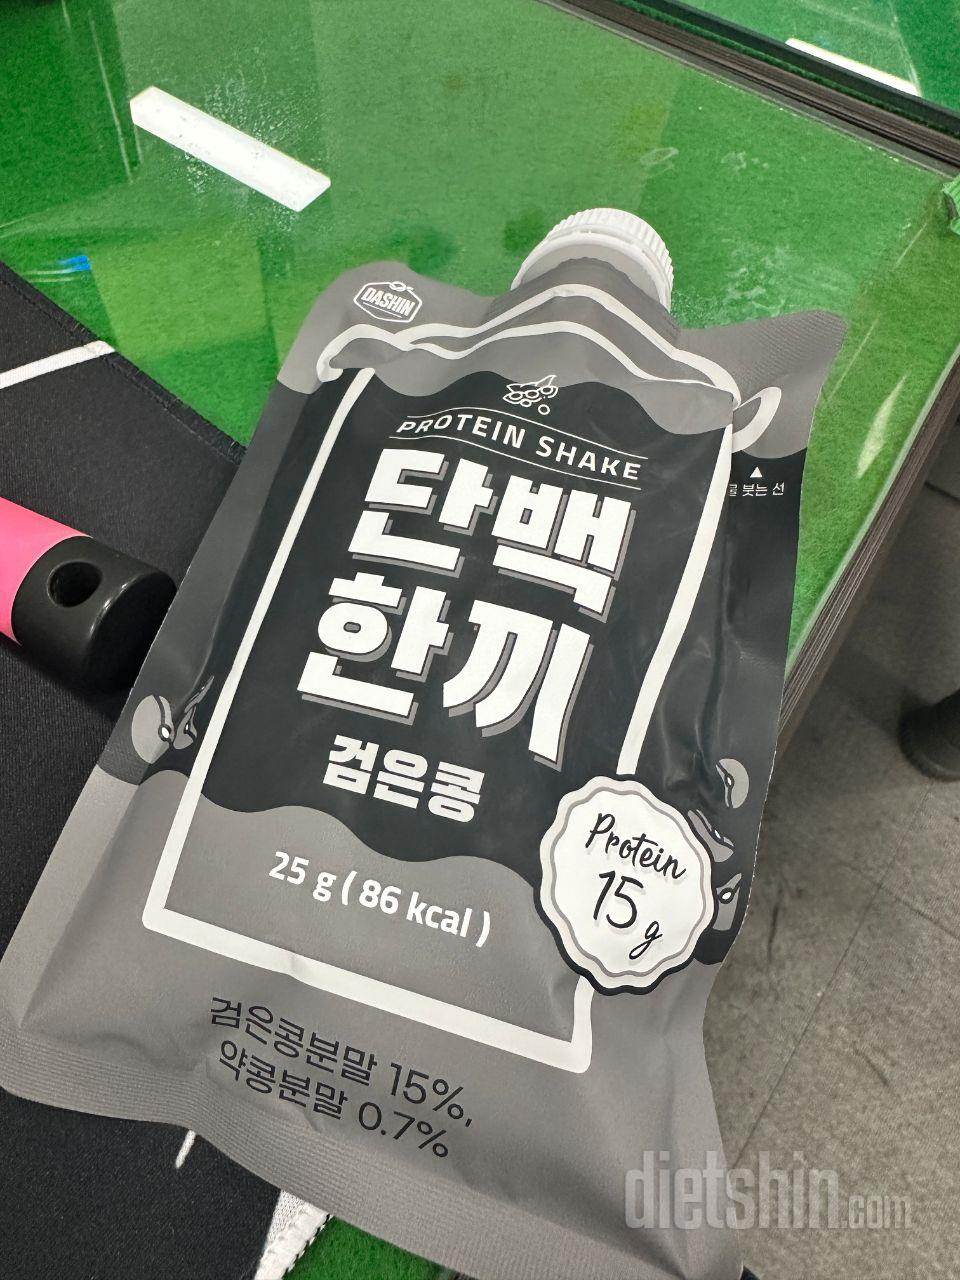 DASHIN
PROTEIN SHAKE
단백
한끼
검은콩
붓는 선
25 g ( 86 kcal )
Protein
15 g
검은콩분말 15%,
약콩분말 0.7%
dietshin.com